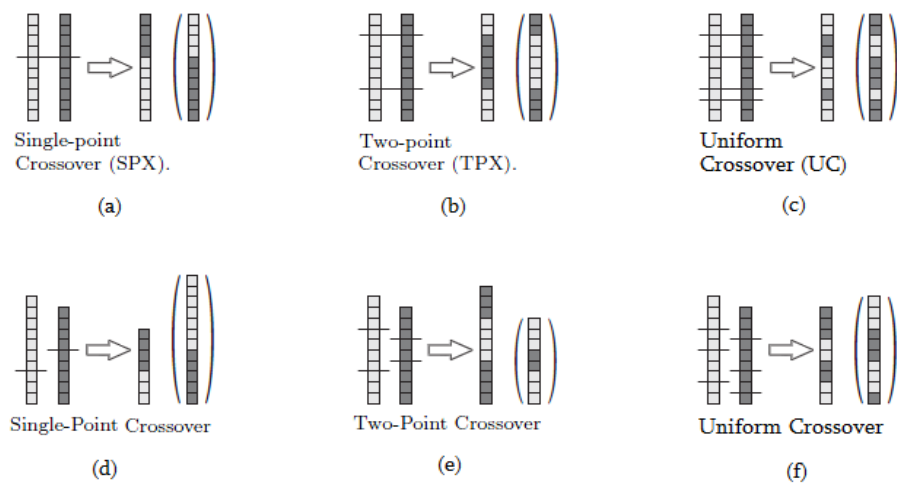 Single-point
Crossover (SPX).
(a)
Two-point
Crossover (TPX).
(b)
Uniform
Crossover (UC)
(c)
Single-Point Crossover
(d)
Two-Point Crossover
(e)
Uniform Crossover
(f)